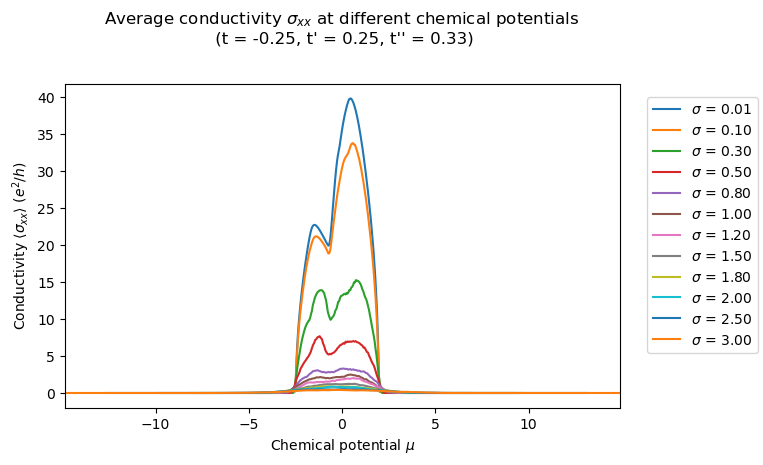 Average conductivity σxx at different chemical potentials
(t = -0.25, t' = 0.25, t'' = 0.33)
Conductivity ⟨σxx⟩ (e²/h)
40
35
30
25
20
15
10
5
0
−10
−5
0
5
10
Chemical potential μ
σ = 0.01
σ = 0.10
σ = 0.30
σ = 0.50
σ = 0.80
σ = 1.00
σ = 1.20
σ = 1.50
σ = 1.80
σ = 2.00
σ = 2.50
σ = 3.00